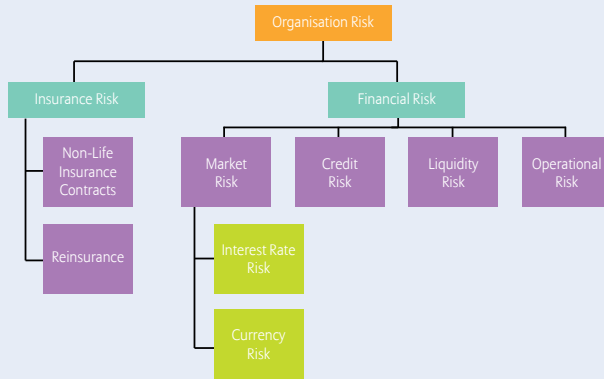 Organisation Risk
Insurance Risk
Financial Risk
Non-Life
Insurance
Contracts
Reinsurance
Market
Risk
Credit
Risk
Liquidity
Risk
Operational
Risk
Interest Rate
Risk
Currency
Risk